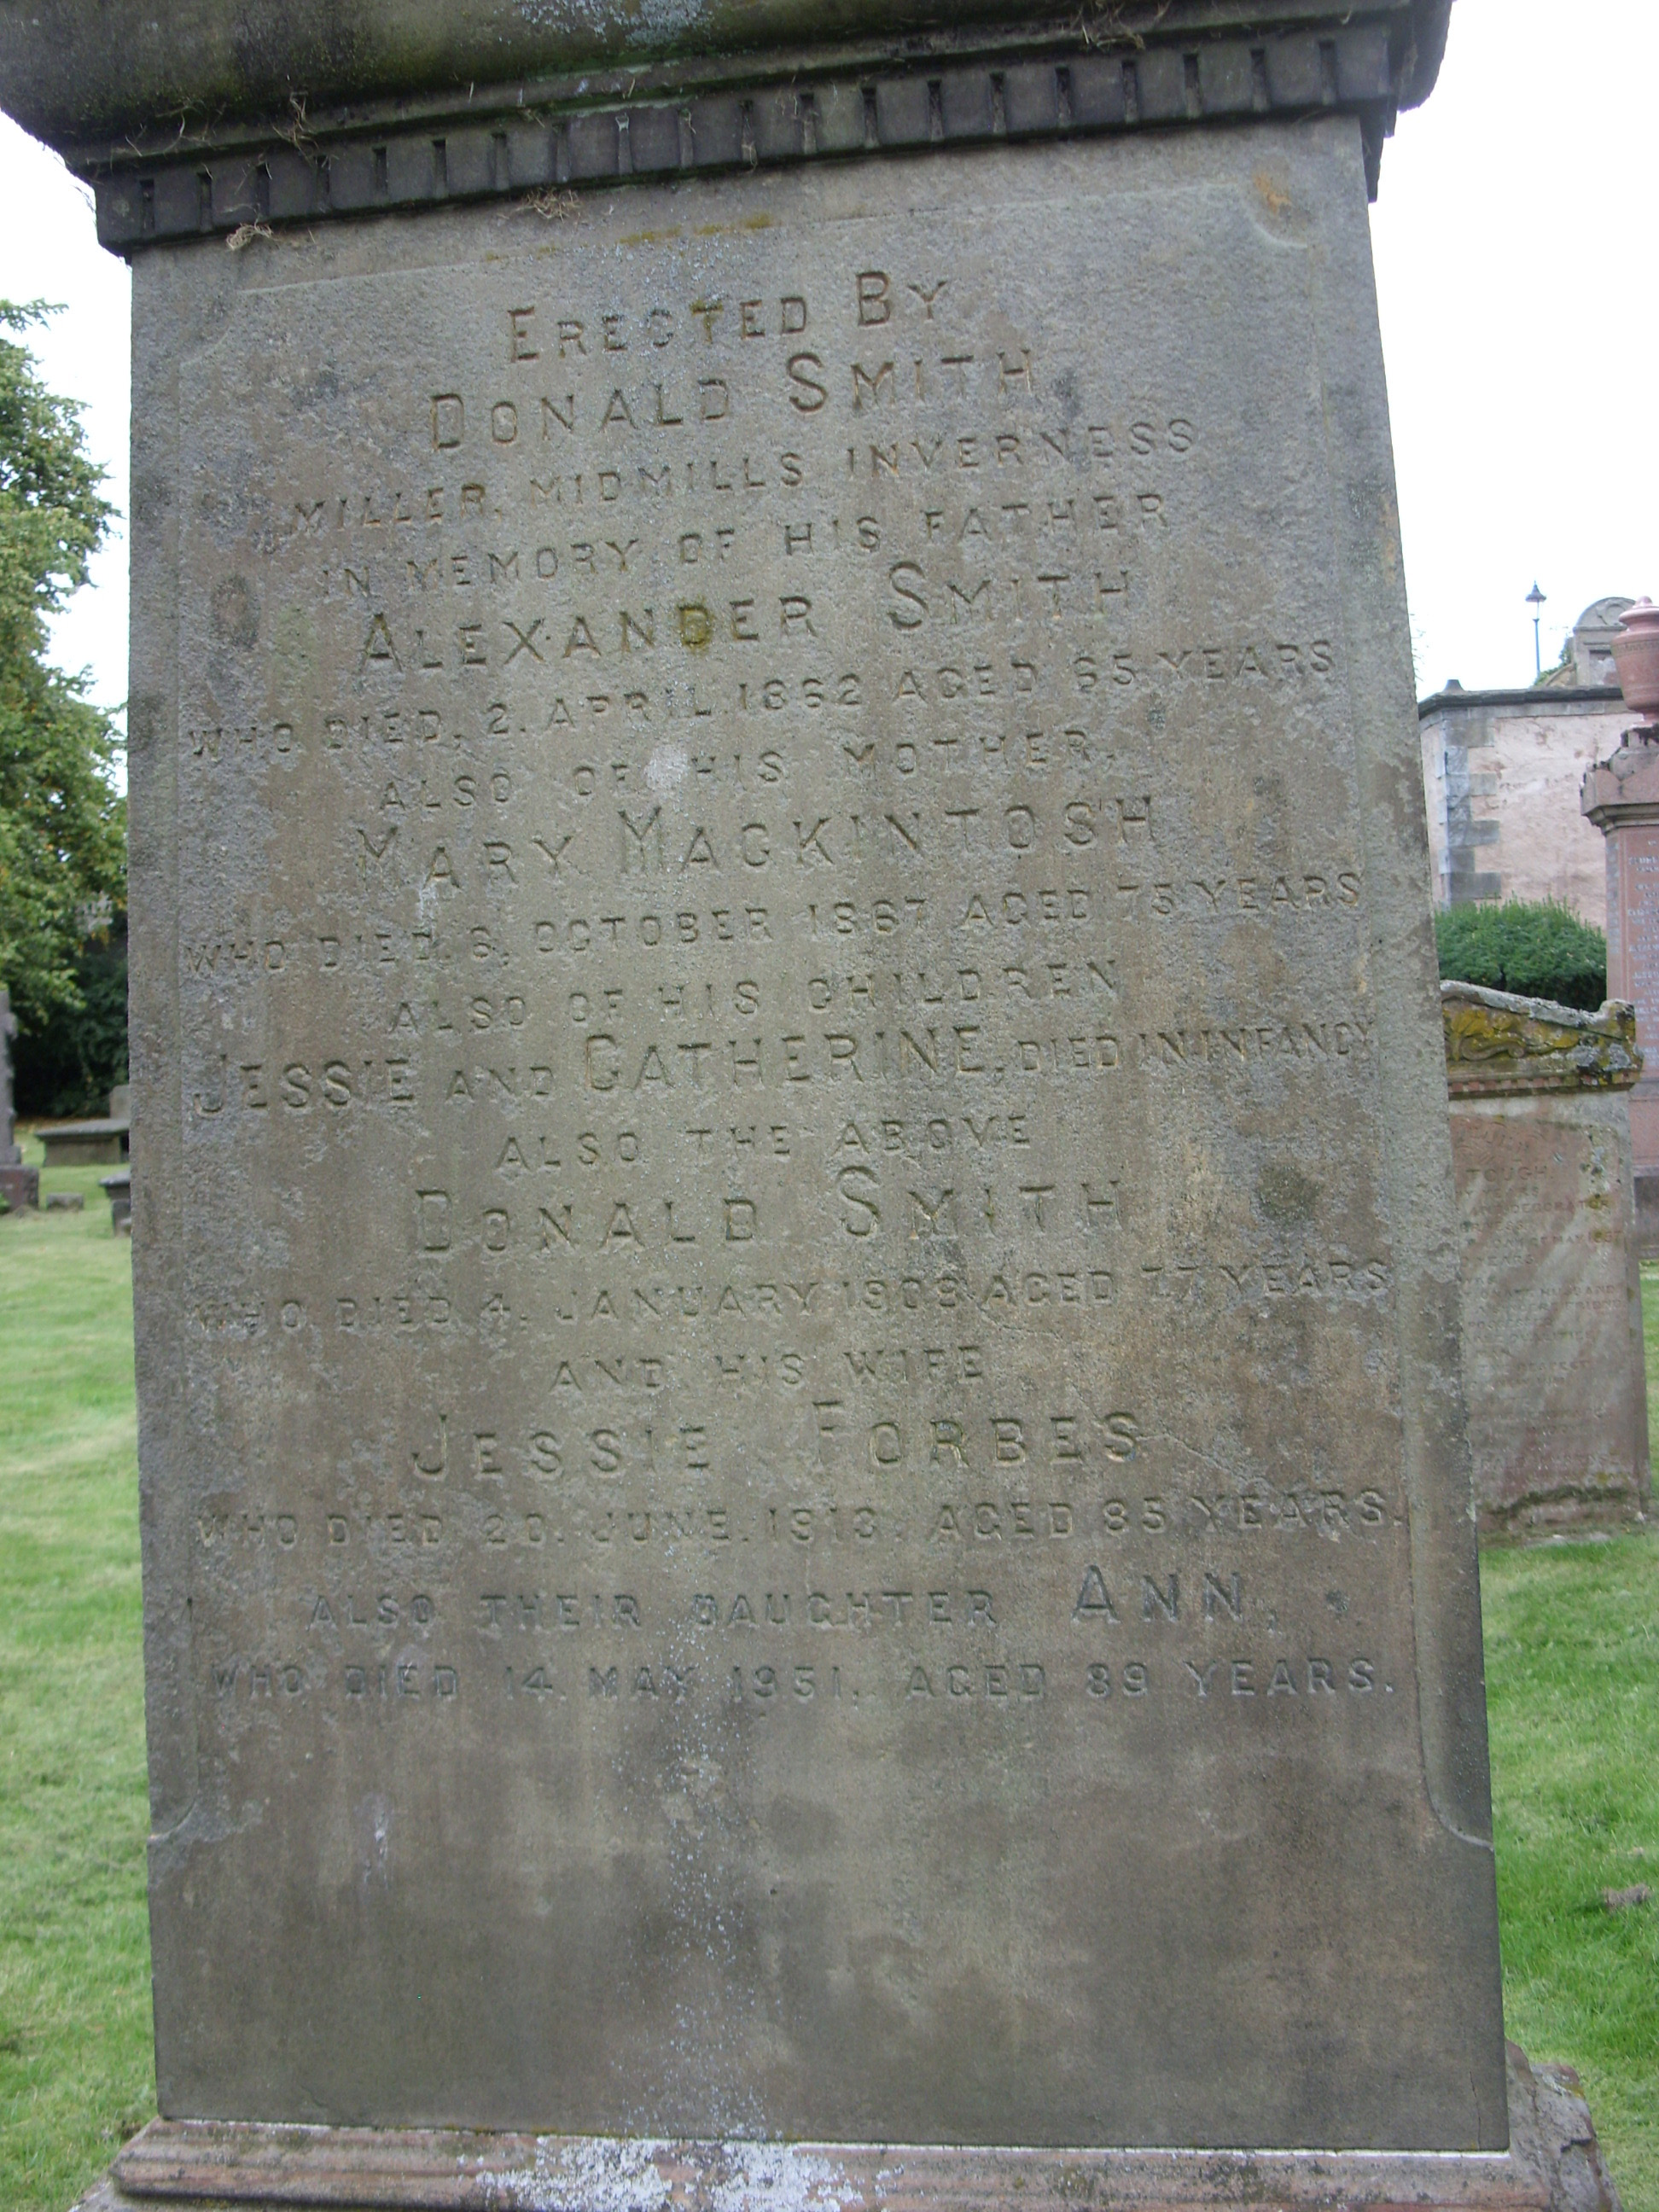 ERECTED BY
DONALD SMITH
MILLER, MIDMILLS INVERNESS
IN MEMORY OF HIS FATHER
ALEXANDER SMITH
WHO DIED, 2. APRIL. 1862 AGED 65 YEARS
ALSO OF HIS MOTHER,
MARY MACKINTOSH
WHO DIED, OCTOBER 1867 AGED 75 YEARS
ALSO OF HIS CHILDREN
JESSIE AND CATHERINE, DIED IN INFANCY
ALSO THE ABOVE
DONALD SMITH
WHO DIED 4. JANUARY AGED 77 YEARS
AND HIS WIFE
JESSIE FORBES
WHO DIED 20. JUNE. AGED 85 YEARS.
ALSO THEIR DAUGHTER ANN,
WHO DIED 14. MAY 1951, AGED 89 YEARS.
TOUGH